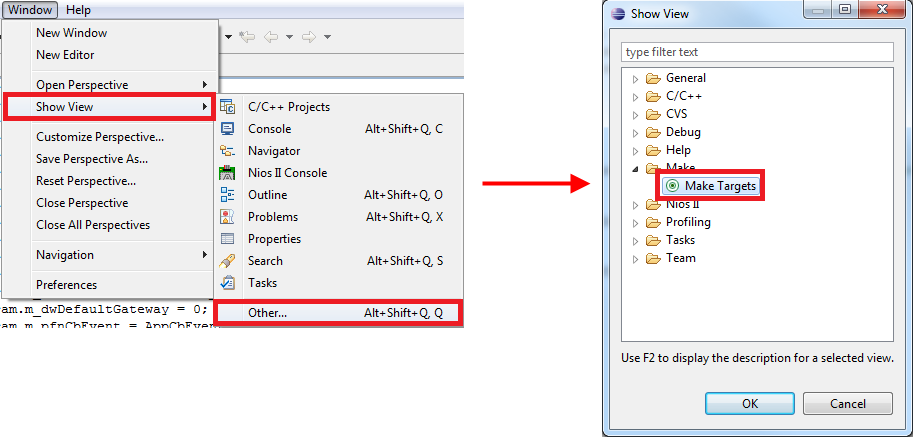 Window Help
New Window
New Editor
Open Perspective
Show View
Customize Perspective...
Save Perspective As...
Reset Perspective...
Close Perspective
Close All Perspectives
Navigation
Preferences
C/C++ Projects
Console Alt+Shift+Q, C
Navigator
Nios II Console
Outline Alt+Shift+Q, O
Problems Alt+Shift+Q, X
Properties
Search Alt+Shift+Q, S
Tasks
Other... Alt+Shift+Q, Q
am.m_dwDefaultGateway = 0;
am.m_pfnCbEvent = AppCbEven
Show View
type filter text
General
C/C++
CVS
Debug
Help
Make
Make Targets
Nios II
Profiling
Tasks
Team
Use F2 to display the description for a selected view.
OK Cancel